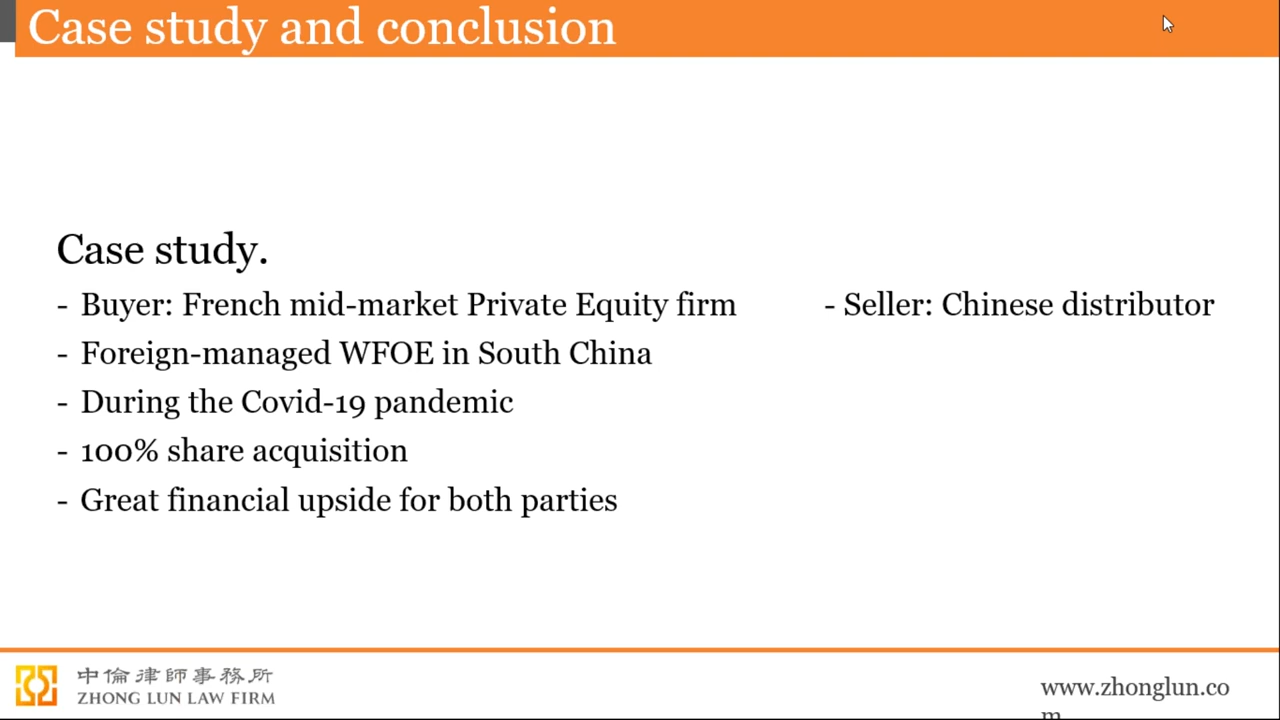 Case study and conclusion
Case study.
- Buyer: French mid-market Private Equity firm - Seller: Chinese distributor
- Foreign-managed WFOE in South China
- During the Covid-19 pandemic
- 100% share acquisition
- Great financial upside for both parties
中倫律師事務所
ZHONG LUN LAW FIRM
www.zhonglun.co
m